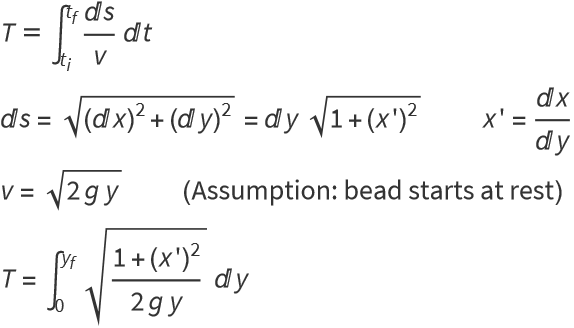 T = ∫_{t_i}^{t_f} ⅆs/v ⅆt
ⅆs = √((ⅆx)² + (ⅆy)²) = ⅆy √(1 + (x')²) x' = ⅆx/ⅆy
v = √(2 g y) (Assumption: bead starts at rest)
T = ∫_0^{y_f} √((1 + (x')²)/(2 g y)) ⅆy